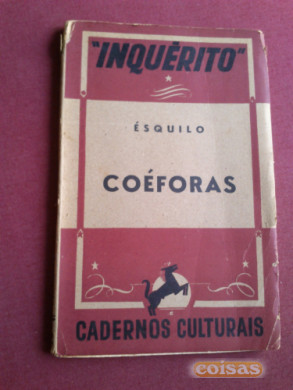 "INQUÉRITO"
ÉSQUILO
COÉFORAS
CADERNOS CULTURAIS
coisas